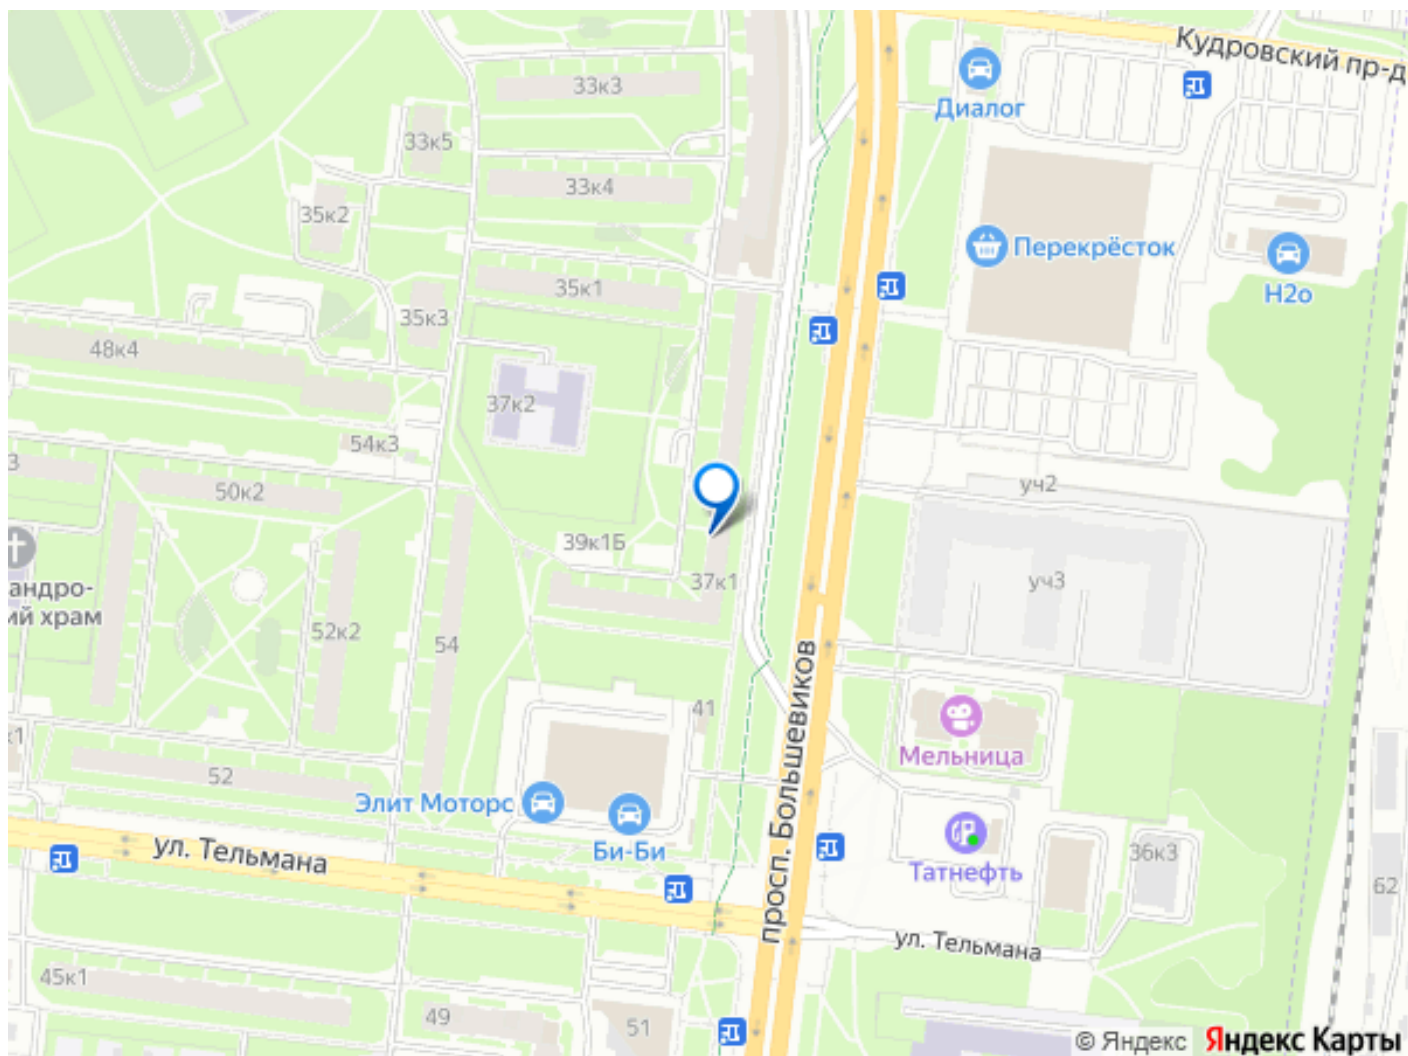 Кудровский пр-д
33к3
Диалог
33к5
33к4
35к2
Перекрёсток
35к1
Н2о
35к3
48к4
37к2
54к3
3
50к2
уч2
39к1Б
андро-
ий храм
37к1
уч3
52к2
54
просп. Большевиков
41
к1
Мельница
52
Элит Моторс
Би-Би
ул. Тельмана
36к3
Татнефть
62
ул. Тельмана
45к1
49
51
© Яндекс Яндекс Карты